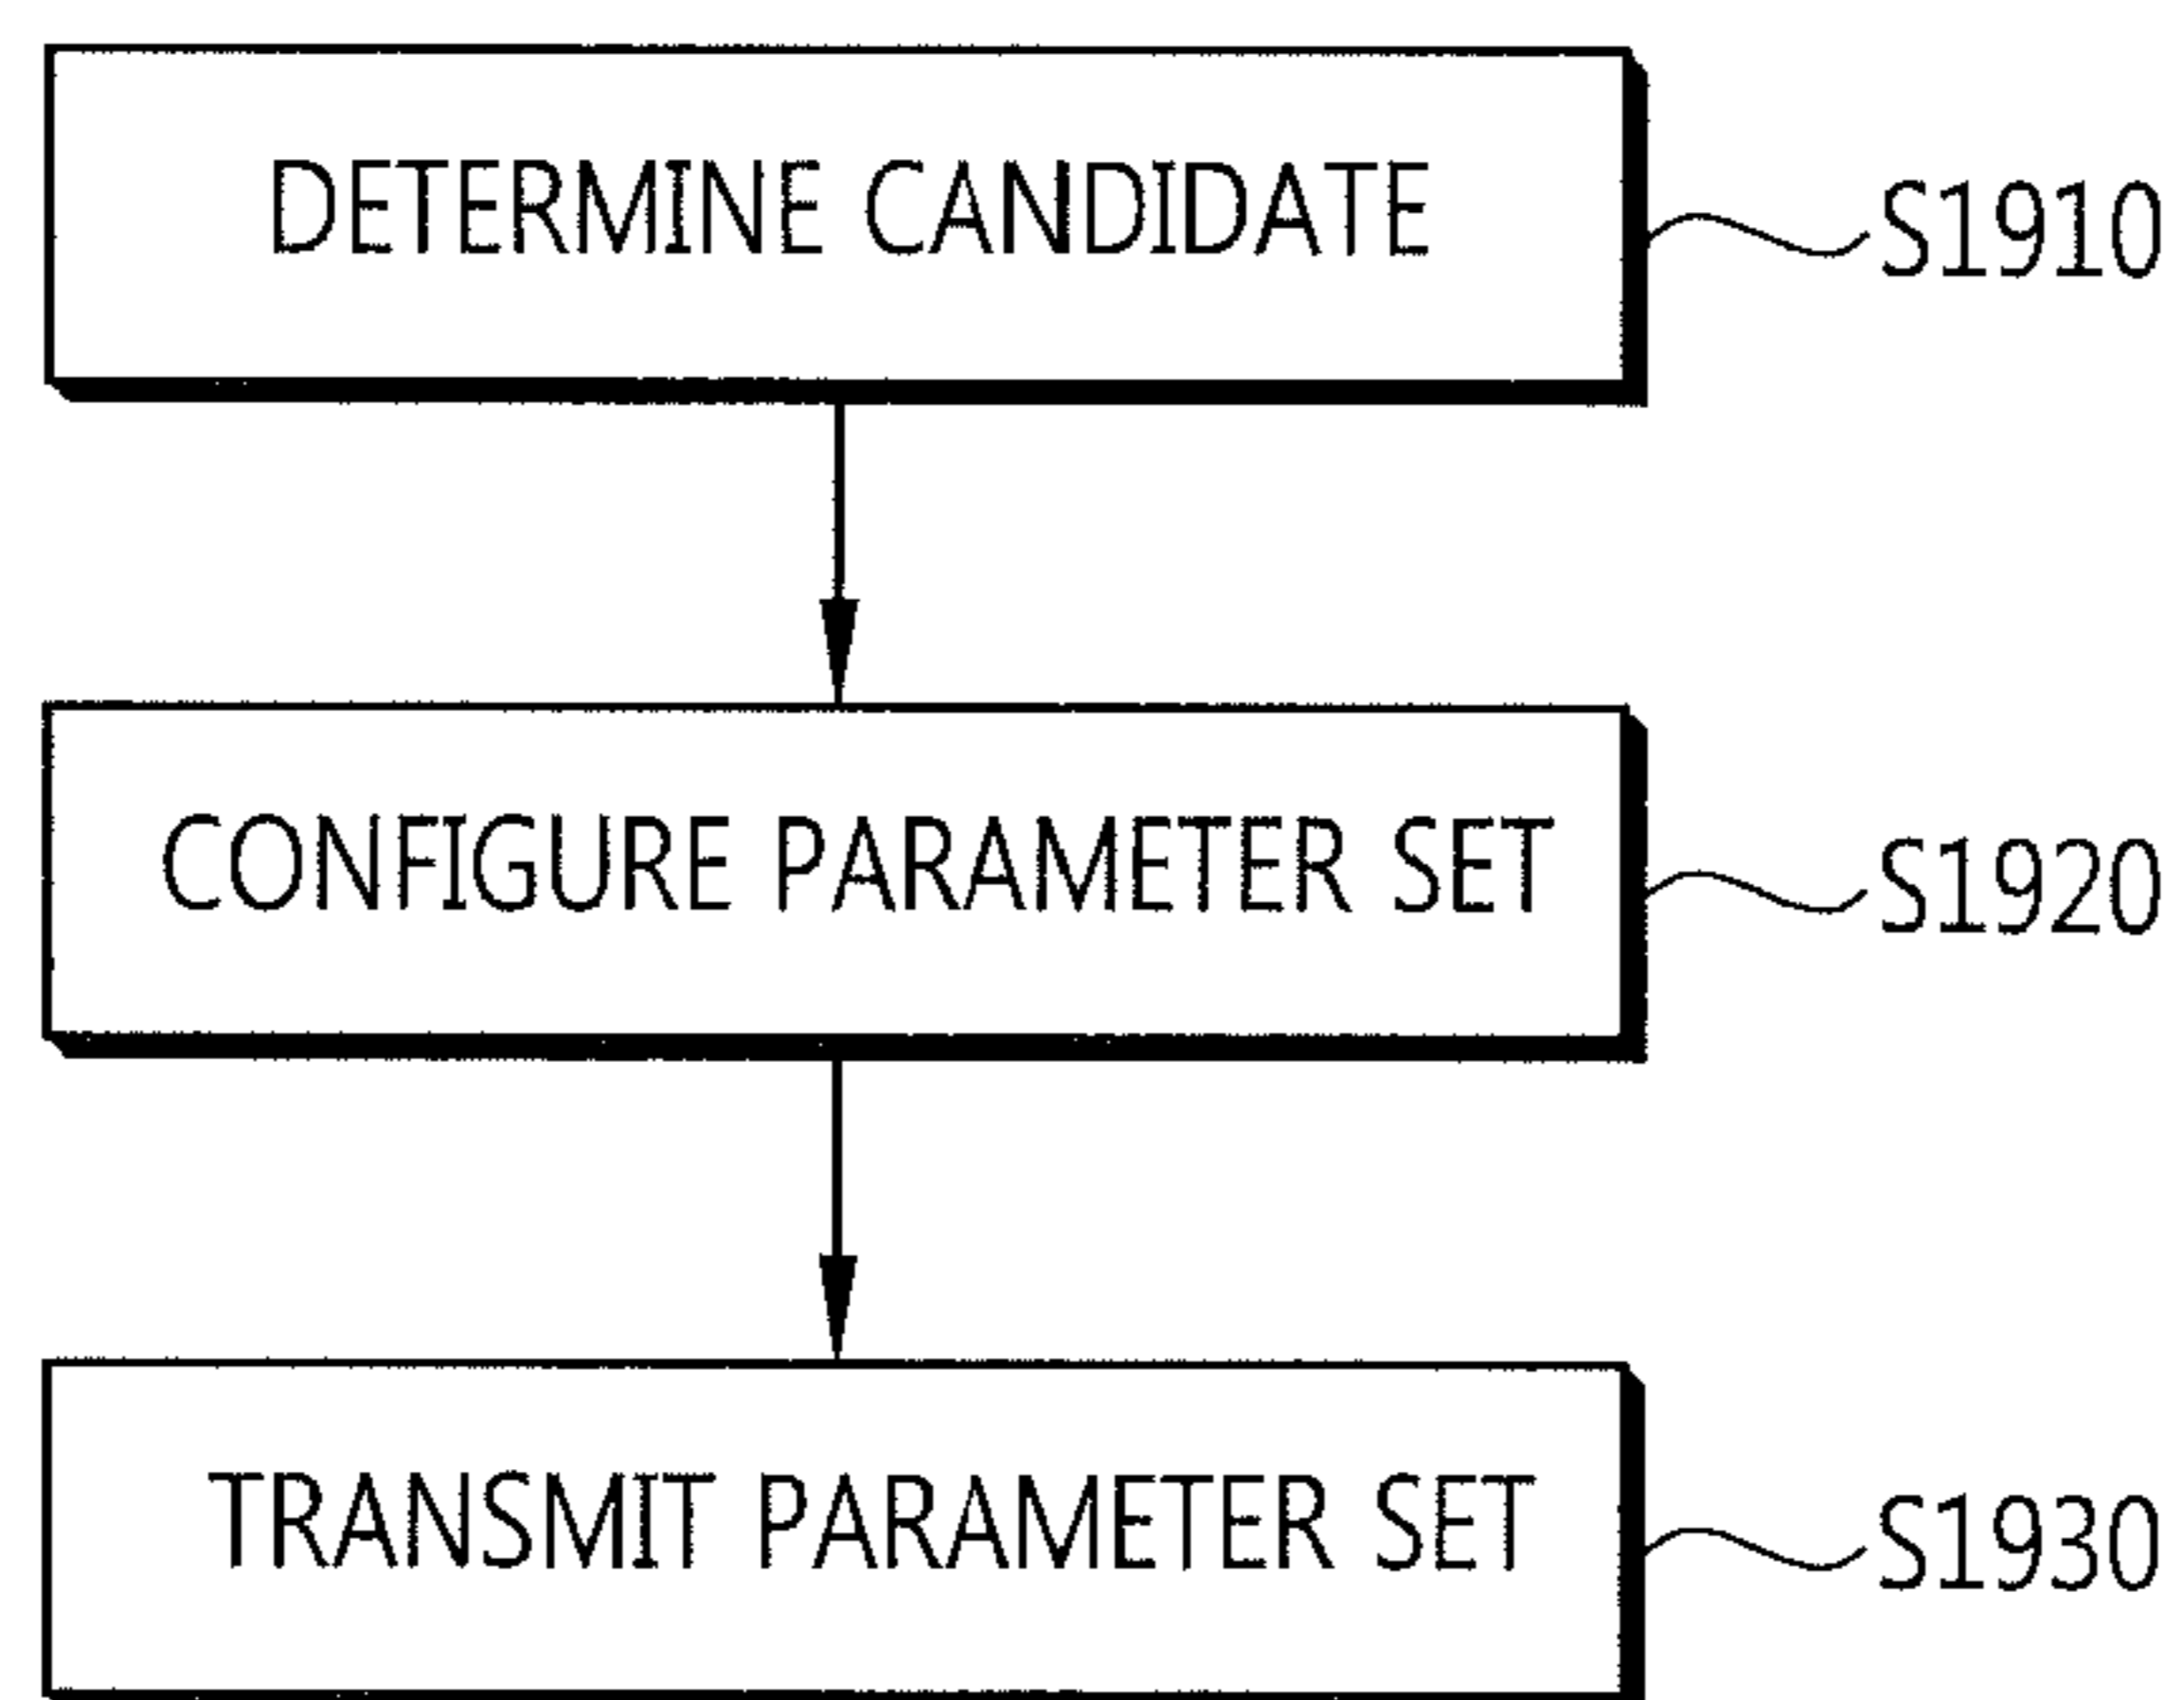 DETERMINE CANDIDATE
S1910
CONFIGURE PARAMETER SET
S1920
TRANSMIT PARAMETER SET
S1930